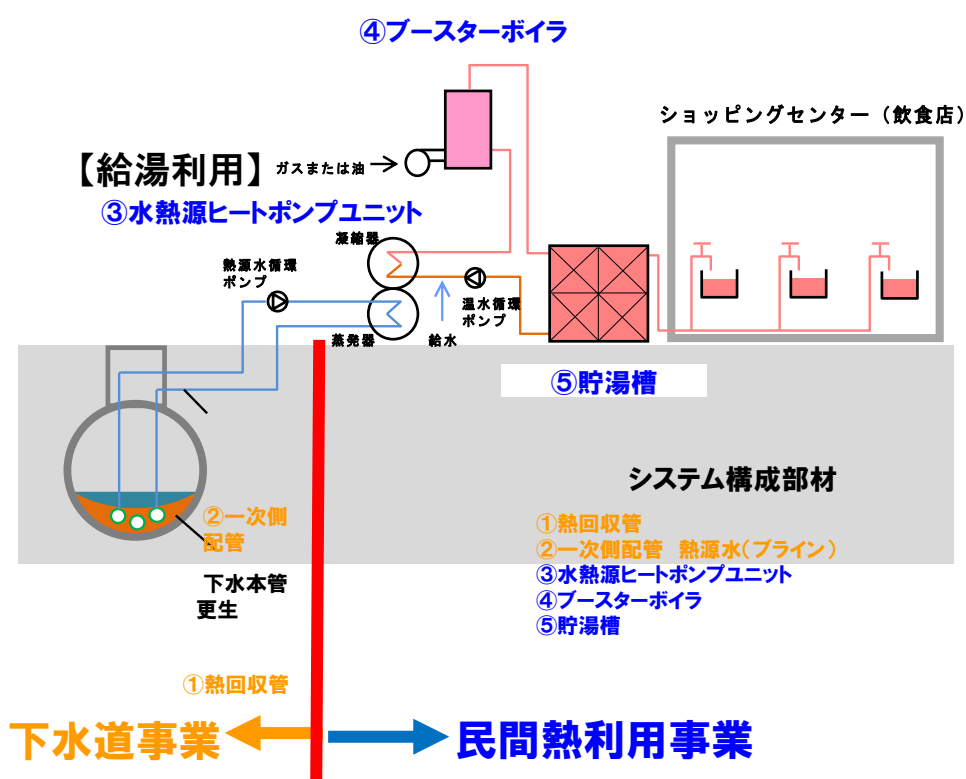 ④ブースターボイラ
ショッピングセンター（飲食店）
【給湯利用】
ガスまたは油
③水熱源ヒートポンプユニット
凝縮器
熱源水循環
ポンプ
温水循環
ポンプ
蒸発器
給水
⑤貯湯槽
システム構成部材
①熱回収管
②一次側配管　熱源水（ブライン）
③水熱源ヒートポンプユニット
④ブースターボイラ
⑤貯湯槽
②一次側
配管
下水本管
更生
①熱回収管
下水道事業
民間熱利用事業